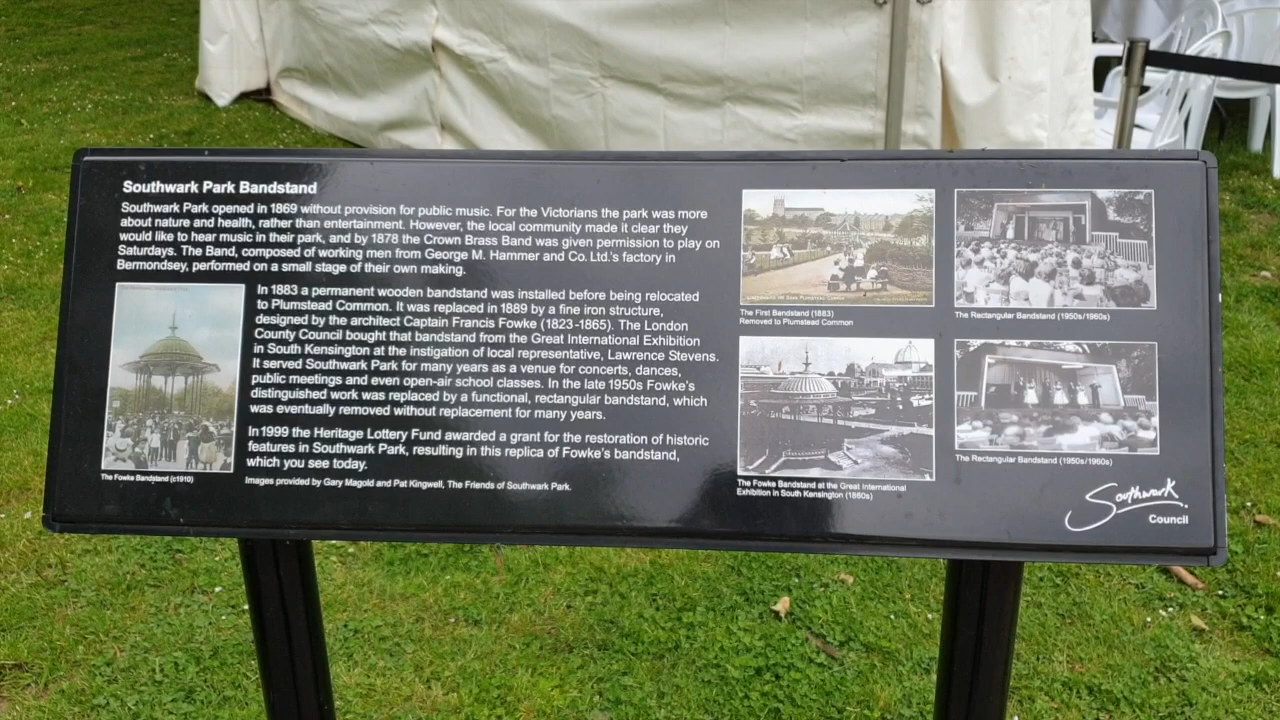 Southwark Park Bandstand
Southwark Park opened in 1869 without provision for public music. For the Victorians the park was more
about nature and health, rather than entertainment. However, the local community made it clear they
would like to hear music in their park, and by 1878 the Crown Brass Band was given permission to play on
Saturdays. The Band, composed of working men from George M. Hammer and Co. Ltd.'s factory in
Bermondsey, performed on a small stage of their own making.
In 1883 a permanent wooden bandstand was installed before being relocated
to Plumstead Common. It was replaced in 1889 by a fine iron structure,
designed by the architect Captain Francis Fowke (1823-1865). The London
County Council bought that bandstand from the Great International Exhibition
in South Kensington at the instigation of local representative, Lawrence Stevens.
It served Southwark Park for many years as a venue for concerts, dances,
public meetings and even open-air school classes. In the late 1950s Fowke's
distinguished work was replaced by a functional, rectangular bandstand, which
was eventually removed without replacement for many years.
In 1999 the Heritage Lottery Fund awarded a grant for the restoration of historic
features in Southwark Park, resulting in this replica of Fowke's bandstand,
which you see today.
Images provided by Gary Magold and Pat Kingwell, The Friends of Southwark Park.
The Fowke Bandstand (c1910)
The First Bandstand (1883)
Removed to Plumstead Common
The Rectangular Bandstand (1950s/1960s)
The Fowke Bandstand at the Great International
Exhibition in South Kensington (1860s)
The Rectangular Bandstand (1950s/1960s)
Southwark
Council